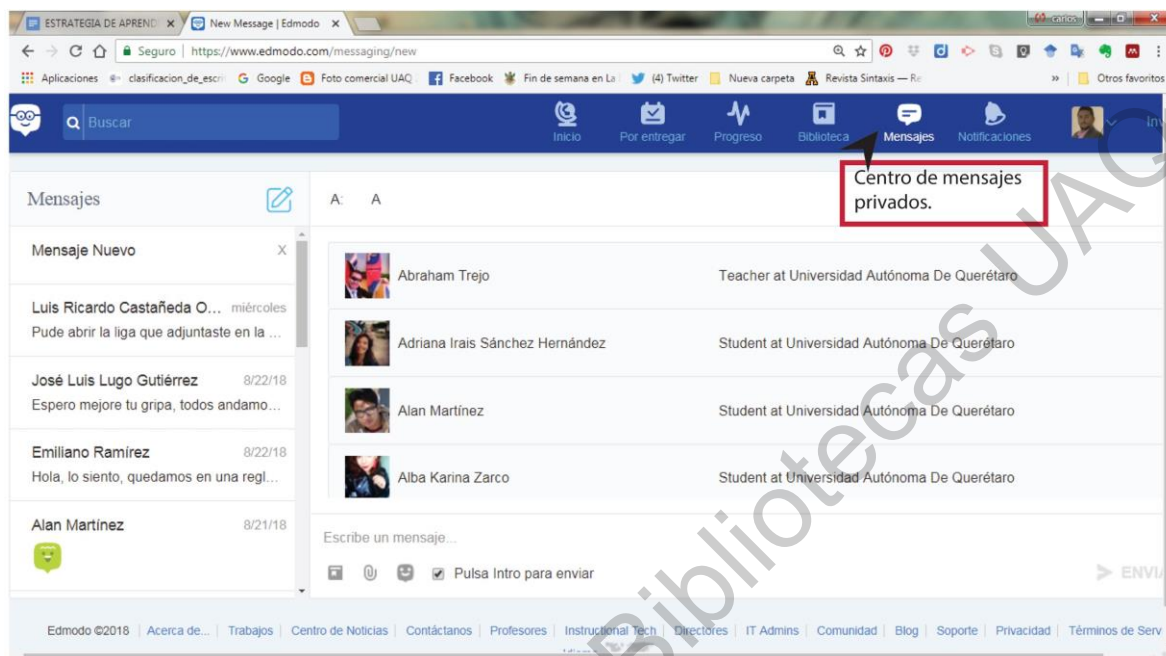 ESTRATEGIA DE APREND
New Message | Edmodo
carlos
Seguro | https://www.edmodo.com/messaging/new
Aplicaciones clasificacion_de_escri Google Foto comercial UAQ Facebook Fin de semana en La (4) Twitter Nueva carpeta Revista Sintaxis — Re » Otros favoritos
Buscar
Inicio Por entregar Progreso Biblioteca Mensajes Notificaciones Inv
Centro de mensajes
privados.
Mensajes
A: A
Mensaje Nuevo X
Luis Ricardo Castañeda O... miércoles
Pude abrir la liga que adjuntaste en la ...
José Luis Lugo Gutiérrez 8/22/18
Espero mejore tu gripa, todos andamo...
Emiliano Ramírez 8/22/18
Hola, lo siento, quedamos en una regl...
Alan Martínez 8/21/18
Abraham Trejo Teacher at Universidad Autónoma De Querétaro
Adriana Irais Sánchez Hernández Student at Universidad Autónoma De Querétaro
Alan Martínez Student at Universidad Autónoma De Querétaro
Alba Karina Zarco Student at Universidad Autónoma De Querétaro
Escribe un mensaje...
Pulsa Intro para enviar
ENVIA
Edmodo ©2018 | Acerca de... | Trabajos | Centro de Noticias | Contáctanos | Profesores | Instructional Tech | Directores | IT Admins | Comunidad | Blog | Soporte | Privacidad | Términos de Serv
Bibliotecas UAQ